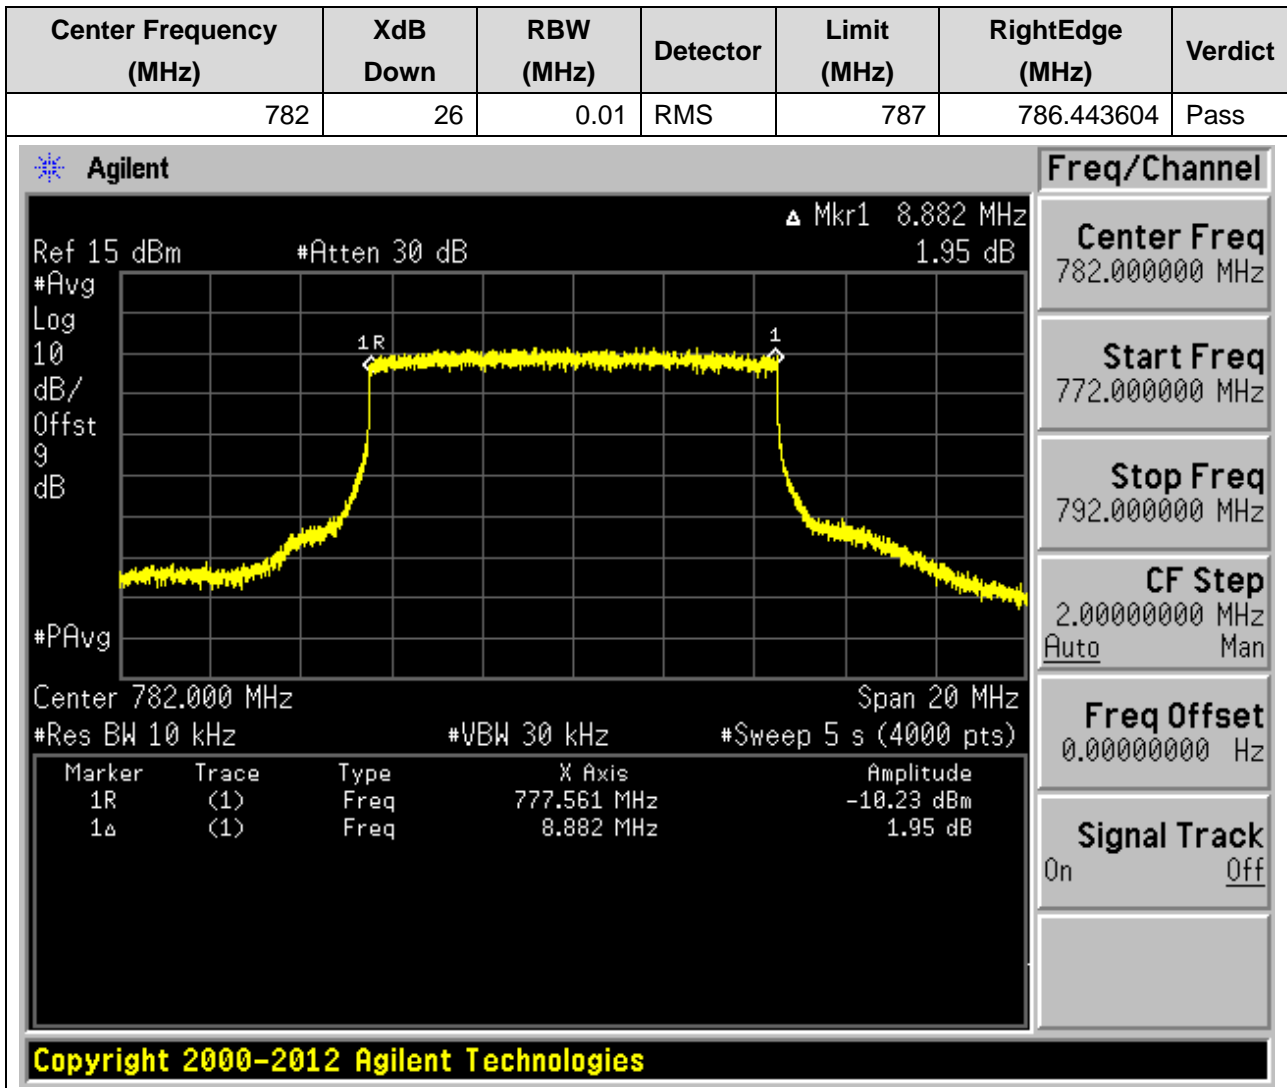 Center Frequency (MHz) XdB Down RBW (MHz) Detector Limit (MHz) RightEdge (MHz) Verdict
782 26 0.01 RMS 787 786.443604 Pass
Agilent
Freq/Channel
Δ Mkr1 8.882 MHz
Ref 15 dBm #Atten 30 dB 1.95 dB
#Avg
Log
10
dB/
Offst
9
dB
#PAvg
1R
1
Center 782.000 MHz Span 20 MHz
#Res BW 10 kHz #VBW 30 kHz #Sweep 5 s (4000 pts)
Marker Trace Type X Axis Amplitude
1R (1) Freq 777.561 MHz -10.23 dBm
1Δ (1) Freq 8.882 MHz 1.95 dB
Center Freq
782.000000 MHz
Start Freq
772.000000 MHz
Stop Freq
792.000000 MHz
CF Step
2.00000000 MHz
Auto Man
Freq Offset
0.00000000 Hz
Signal Track
On Off
Copyright 2000-2012 Agilent Technologies